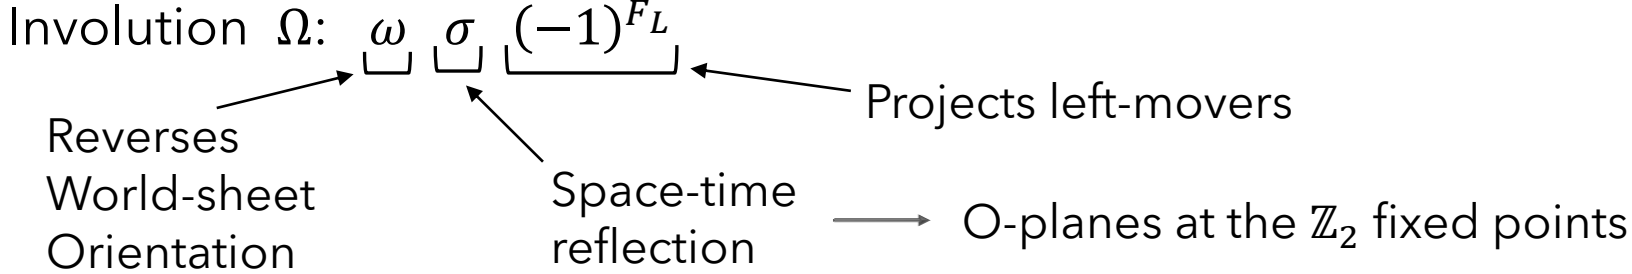 Involution Ω: ω σ (−1)^{F_L}
Projects left-movers
Reverses
World-sheet
Orientation
Space-time
reflection
O-planes at the ℤ₂ fixed points